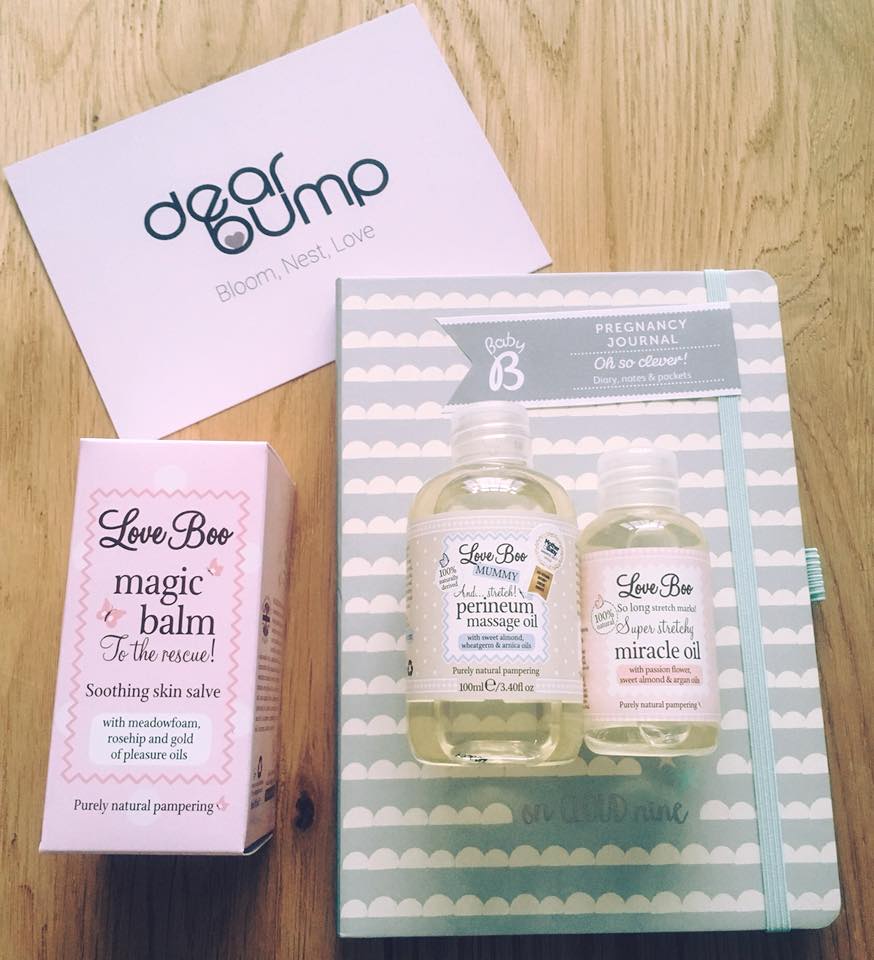 dear
bump
Bloom, Nest, Love
Baby
B
PREGNANCY
JOURNAL
Oh so clever!
Diary, notes & pockets
Love Boo
magic
balm
To the rescue!
Soothing skin salve
with meadowfoam,
rosehip and gold
of pleasure oils
Purely natural pampering
Love Boo
MUMMY
100%
naturally
derived
And... stretch!
perineum
massage oil
with sweet almond,
wheatgerm & arnica oils
Purely natural pampering
100ml e/3.40fl oz
Love Boo
So long stretch marks!
100%
natural
Super stretchy
miracle oil
with passion flower,
sweet almond & argan oils
Purely natural pampering
on CLOUD nine